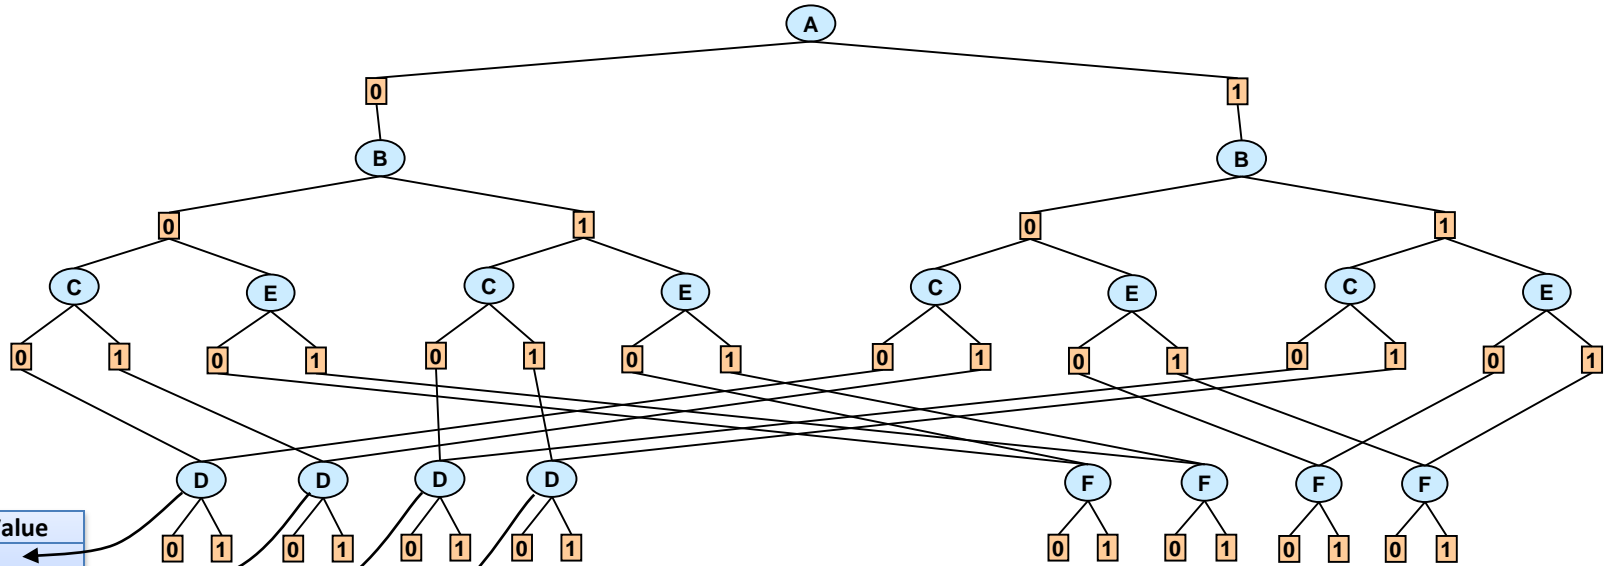 A
0 1
B B
0 1 0 1
C E C E C E C E
0 1 0 1 0 1 0 1 0 1 0 1 0 1 0 1
D D D D F F F F
alue
0 1 0 1 0 1 0 1 0 1 0 1 0 1 0 1